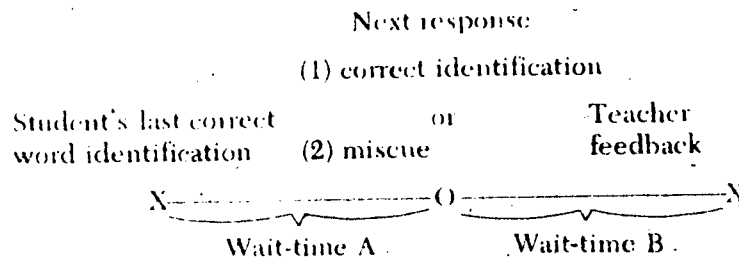 Next response
(1) correct identification
Student's last correct or Teacher
word identification (2) miscue feedback
X O X
Wait-time A Wait-time B